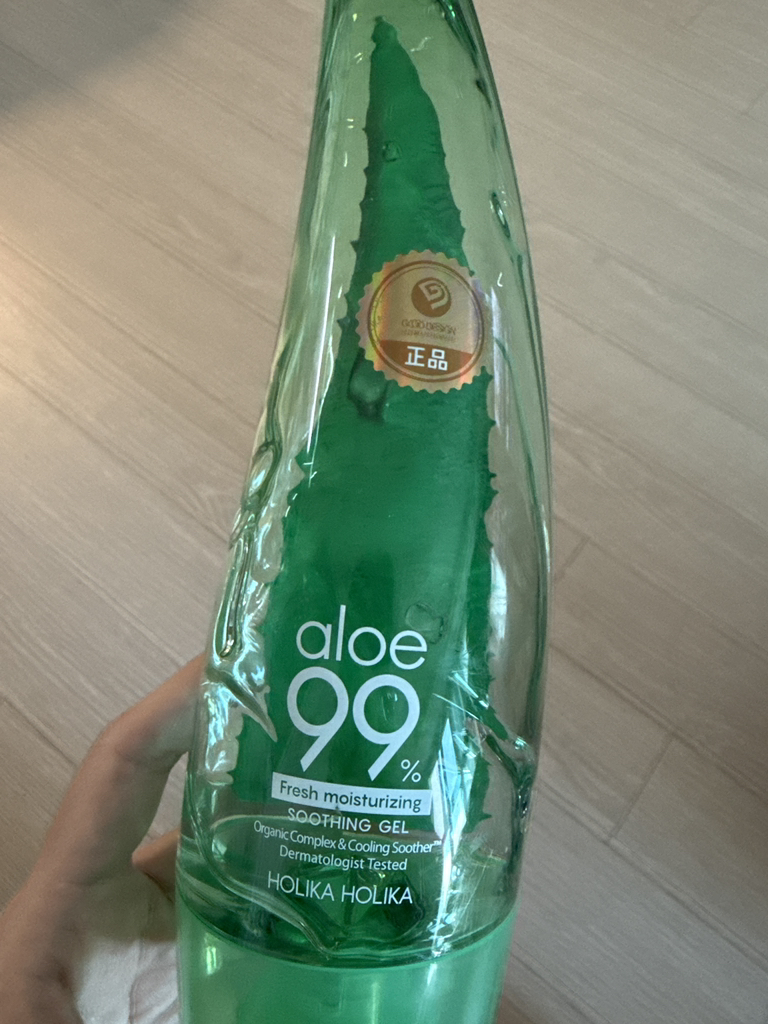 正品
aloe
99%
Fresh moisturizing
SOOTHING GEL
Organic Complex & Cooling Soother™
Dermatologist Tested
HOLIKA HOLIKA